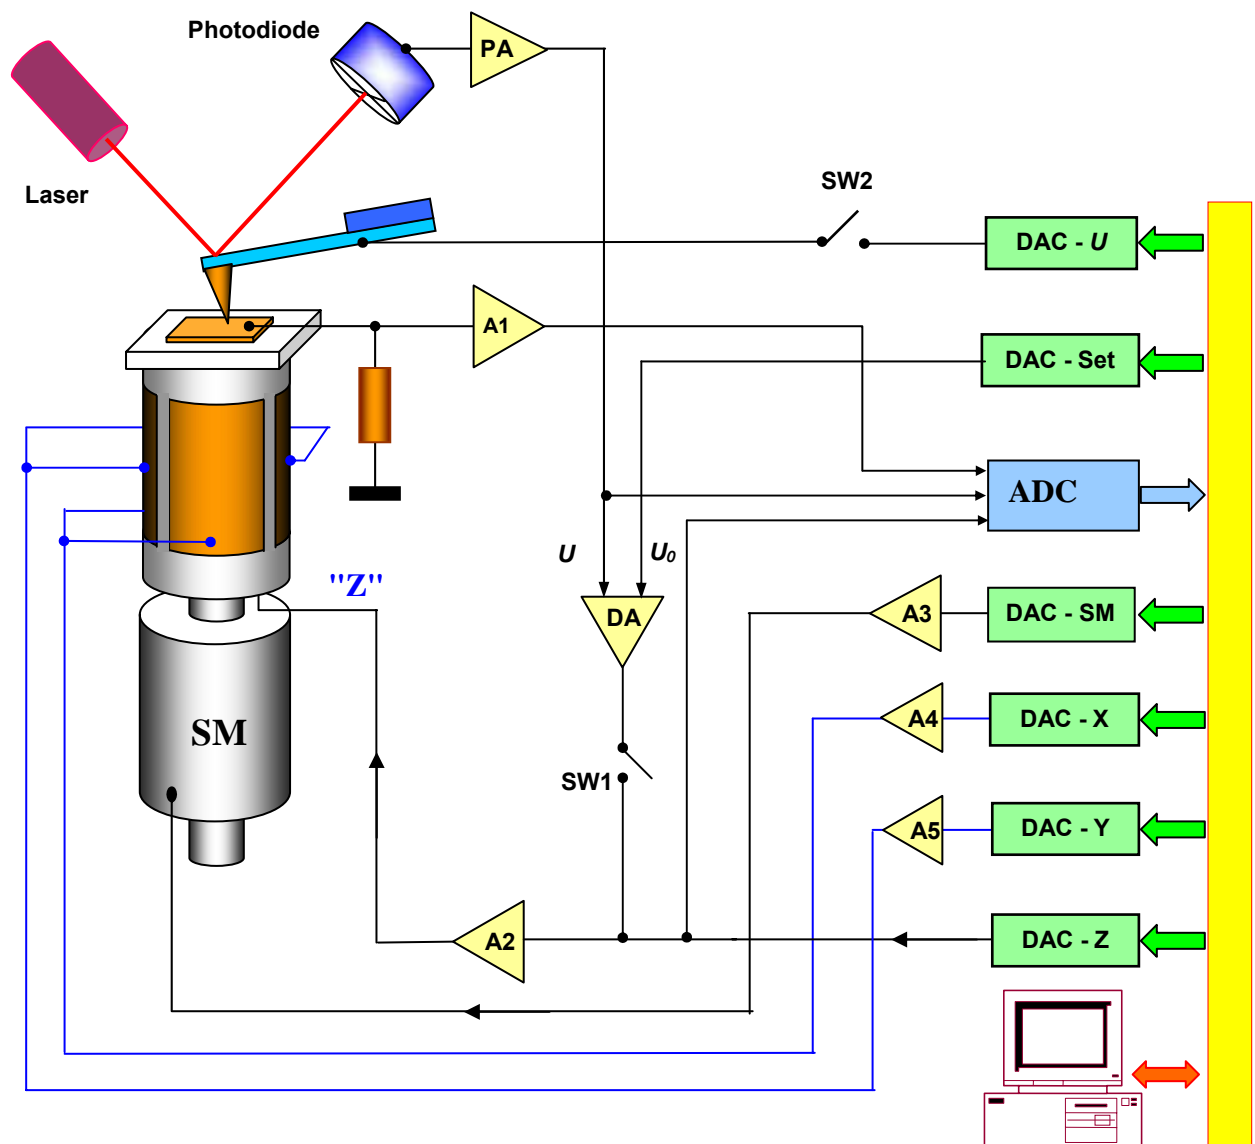 Photodiode
PA
Laser
SW2
DAC - U
A1
DAC - Set
ADC
U
U₀
"Z"
DA
A3
DAC - SM
SM
A4
DAC - X
SW1
A5
DAC - Y
A2
DAC - Z